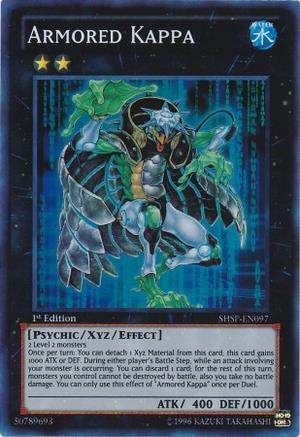 ARMORED KAPPA
WATER
水
SHSP-EN097
1st Edition
[PSYCHIC/XYZ/EFFECT]
2 Level 2 monsters
Once per turn: You can detach 1 Xyz Material from this card; this card gains
1000 ATK or DEF. During either player's Battle Step, while an attack involving
your monster is occurring: You can discard 1 card; for the rest of this turn,
monsters you control cannot be destroyed by battle, also you take no battle
damage. You can only use this effect of "Armored Kappa" once per Duel.
ATK/ 400 DEF/1000
50789693
©1996 KAZUKI TAKAHASHI